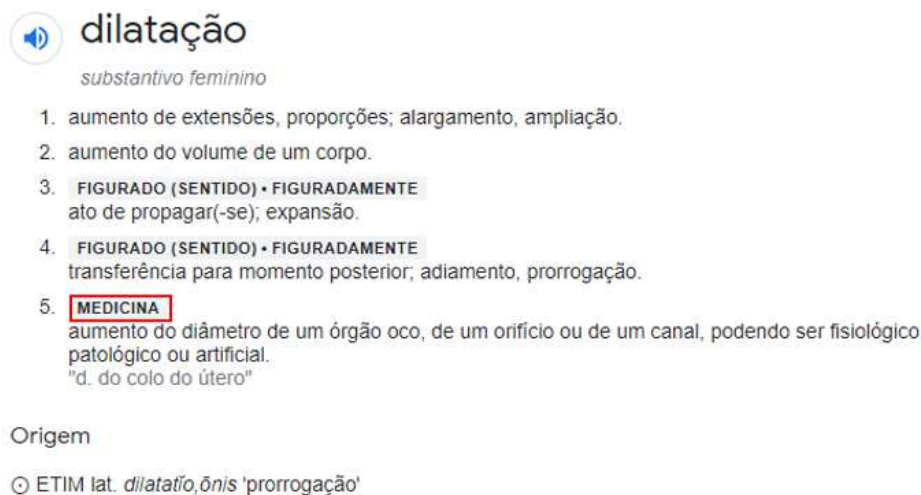 dilatação
substantivo feminino
1. aumento de extensões, proporções; alargamento, ampliação.
2. aumento do volume de um corpo.
3. FIGURADO (SENTIDO) • FIGURADAMENTE
ato de propagar(-se); expansão.
4. FIGURADO (SENTIDO) • FIGURADAMENTE
transferência para momento posterior; adiamento, prorrogação.
5. MEDICINA
aumento do diâmetro de um órgão oco, de um orifício ou de um canal, podendo ser fisiológico
patológico ou artificial.
"d. do colo do útero"
Origem
⊙ ETIM lat. dilatatĭo,ōnis 'prorrogação'